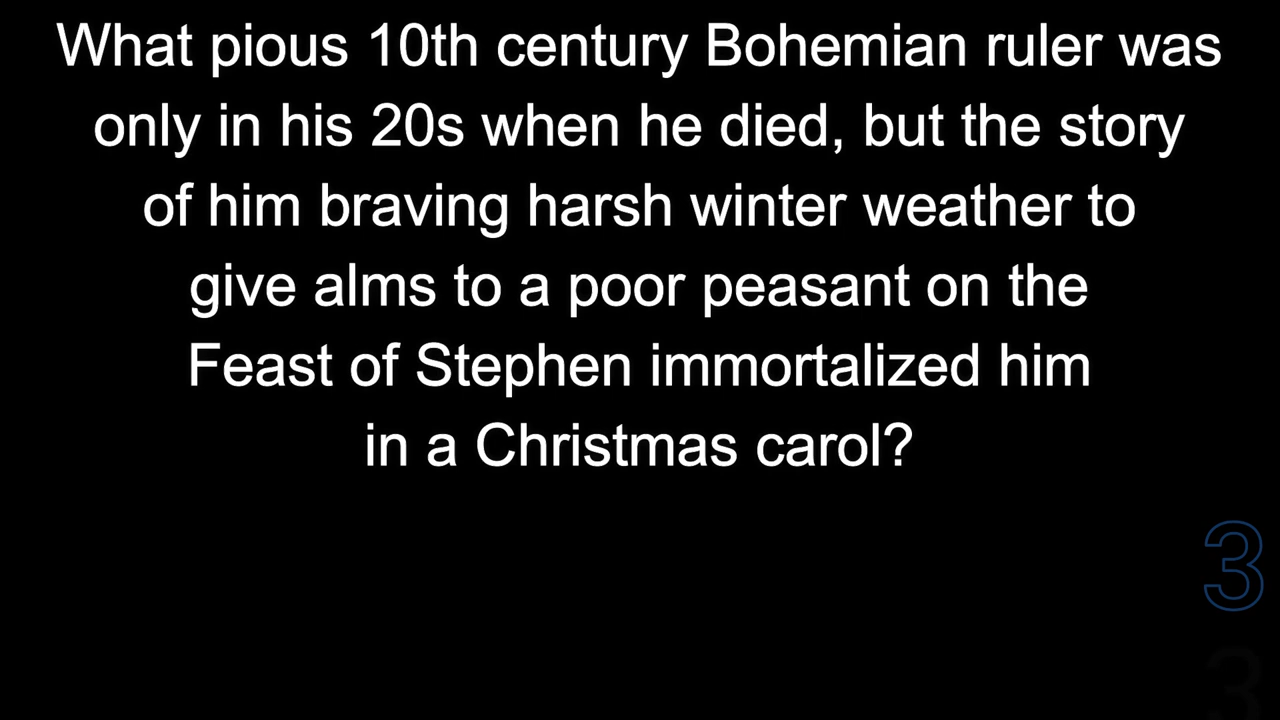 What pious 10th century Bohemian ruler was
only in his 20s when he died, but the story
of him braving harsh winter weather to
give alms to a poor peasant on the
Feast of Stephen immortalized him
in a Christmas carol?
3
3